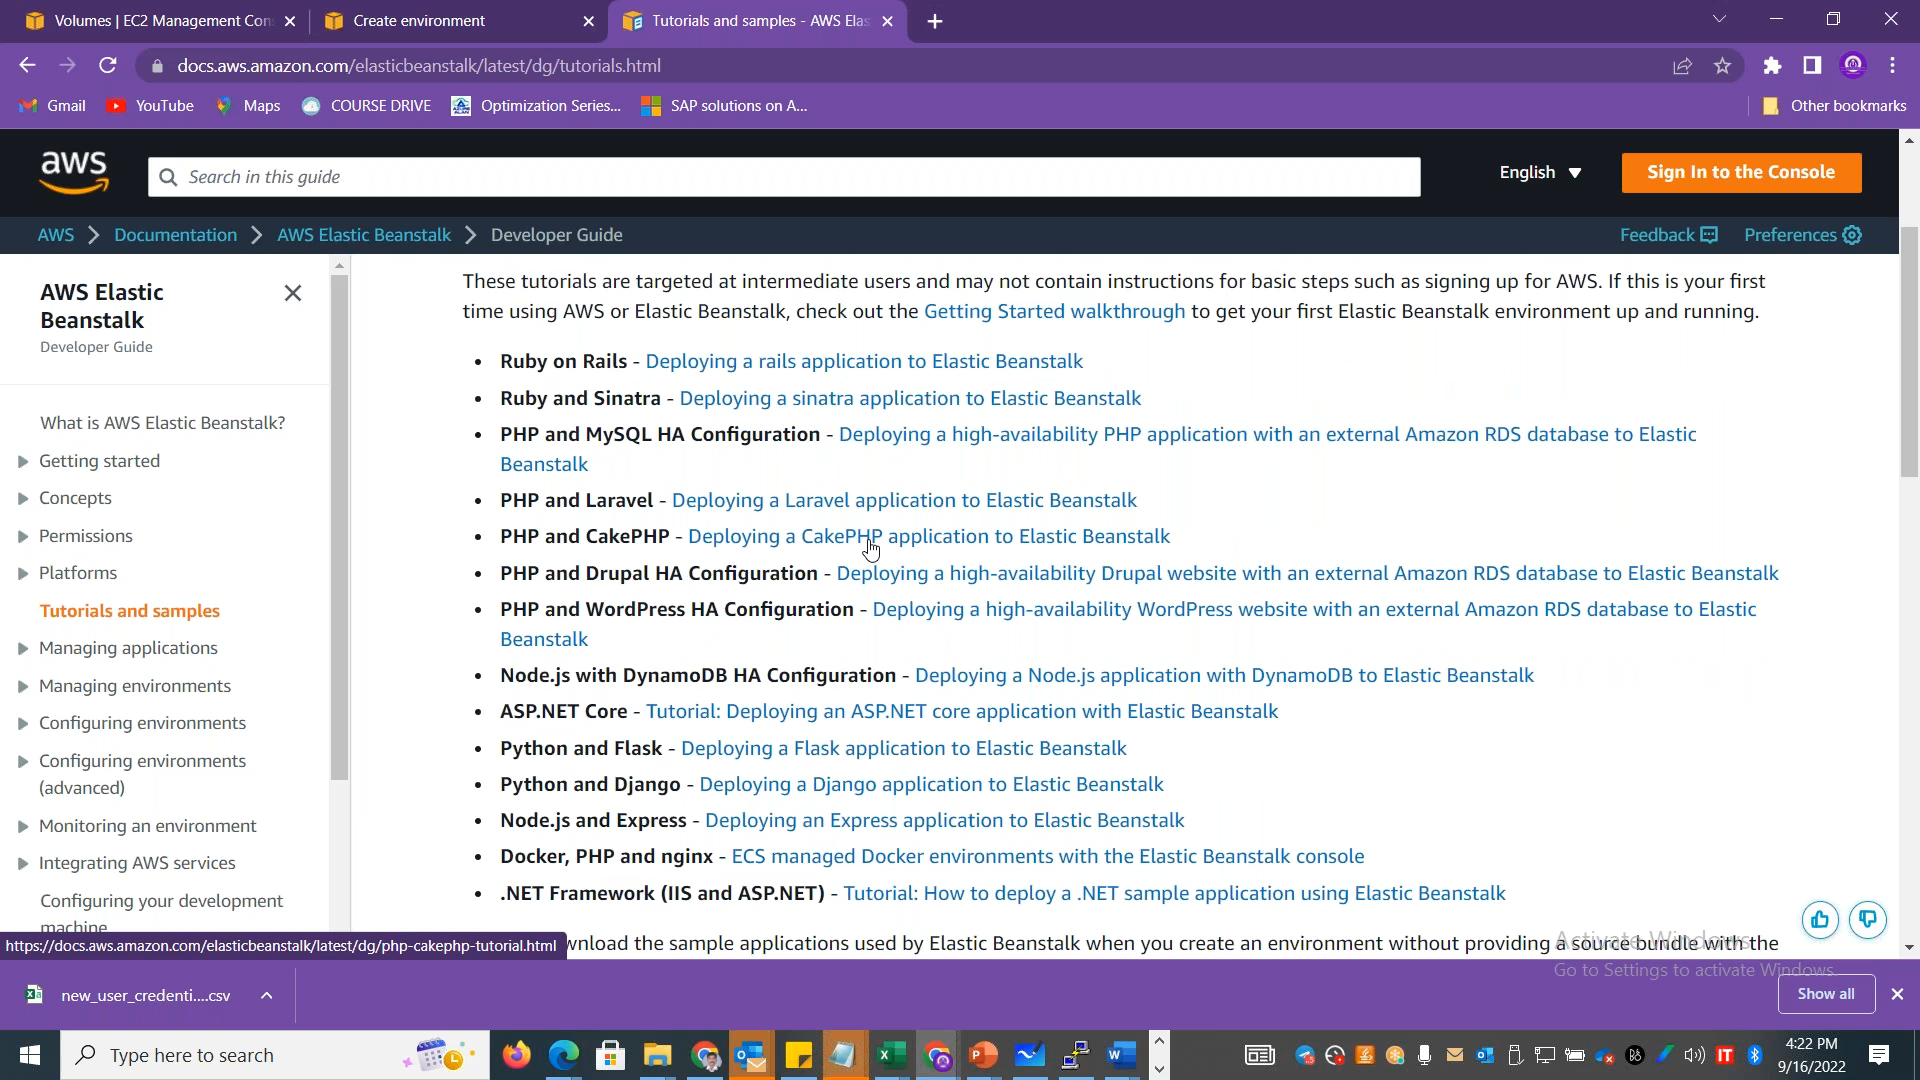 Volumes | EC2 Management Con
Create environment
Tutorials and samples - AWS Elas
docs.aws.amazon.com/elasticbeanstalk/latest/dg/tutorials.html
Gmail
YouTube
Maps
COURSE DRIVE
Optimization Series...
SAP solutions on A...
Other bookmarks
aws
Search in this guide
English
Sign In to the Console
AWS
Documentation
AWS Elastic Beanstalk
Developer Guide
Feedback
Preferences
AWS Elastic
Beanstalk
Developer Guide
What is AWS Elastic Beanstalk?
Getting started
Concepts
Permissions
Platforms
Tutorials and samples
Managing applications
Managing environments
Configuring environments
Configuring environments
(advanced)
Monitoring an environment
Integrating AWS services
Configuring your development
machine
These tutorials are targeted at intermediate users and may not contain instructions for basic steps such as signing up for AWS. If this is your first
time using AWS or Elastic Beanstalk, check out the Getting Started walkthrough to get your first Elastic Beanstalk environment up and running.
• Ruby on Rails - Deploying a rails application to Elastic Beanstalk
• Ruby and Sinatra - Deploying a sinatra application to Elastic Beanstalk
• PHP and MySQL HA Configuration - Deploying a high-availability PHP application with an external Amazon RDS database to Elastic
Beanstalk
• PHP and Laravel - Deploying a Laravel application to Elastic Beanstalk
• PHP and CakePHP - Deploying a CakePHP application to Elastic Beanstalk
• PHP and Drupal HA Configuration - Deploying a high-availability Drupal website with an external Amazon RDS database to Elastic Beanstalk
• PHP and WordPress HA Configuration - Deploying a high-availability WordPress website with an external Amazon RDS database to Elastic
Beanstalk
• Node.js with DynamoDB HA Configuration - Deploying a Node.js application with DynamoDB to Elastic Beanstalk
• ASP.NET Core - Tutorial: Deploying an ASP.NET core application with Elastic Beanstalk
• Python and Flask - Deploying a Flask application to Elastic Beanstalk
• Python and Django - Deploying a Django application to Elastic Beanstalk
• Node.js and Express - Deploying an Express application to Elastic Beanstalk
• Docker, PHP and nginx - ECS managed Docker environments with the Elastic Beanstalk console
• .NET Framework (IIS and ASP.NET) - Tutorial: How to deploy a .NET sample application using Elastic Beanstalk
wnload the sample applications used by Elastic Beanstalk when you create an environment without providing a source bundle with the
https://docs.aws.amazon.com/elasticbeanstalk/latest/dg/php-cakephp-tutorial.html
Activate Windows
Go to Settings to activate Windows.
new_user_credenti....csv
Show all
Type here to search
4:22 PM
9/16/2022